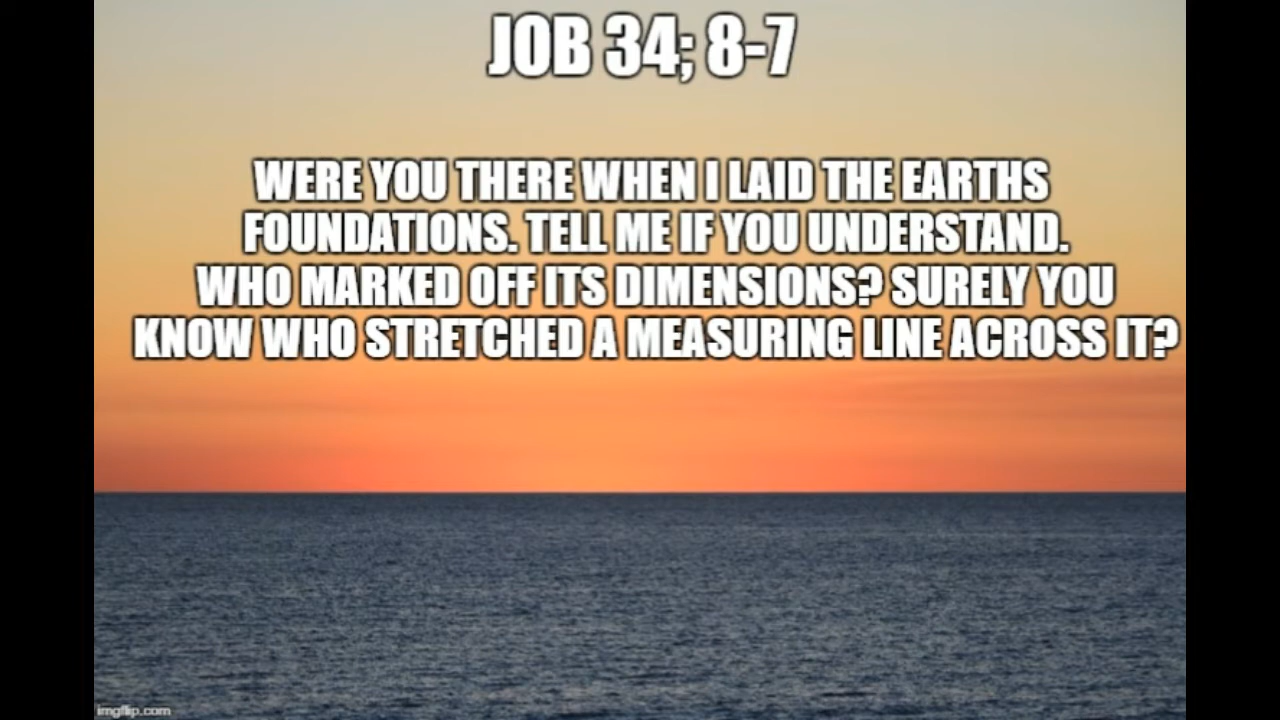 JOB 34; 8-7
WERE YOU THERE WHEN I LAID THE EARTHS
FOUNDATIONS. TELL ME IF YOU UNDERSTAND.
WHO MARKED OFF ITS DIMENSIONS? SURELY YOU
KNOW WHO STRETCHED A MEASURING LINE ACROSS IT?
imgflip.com